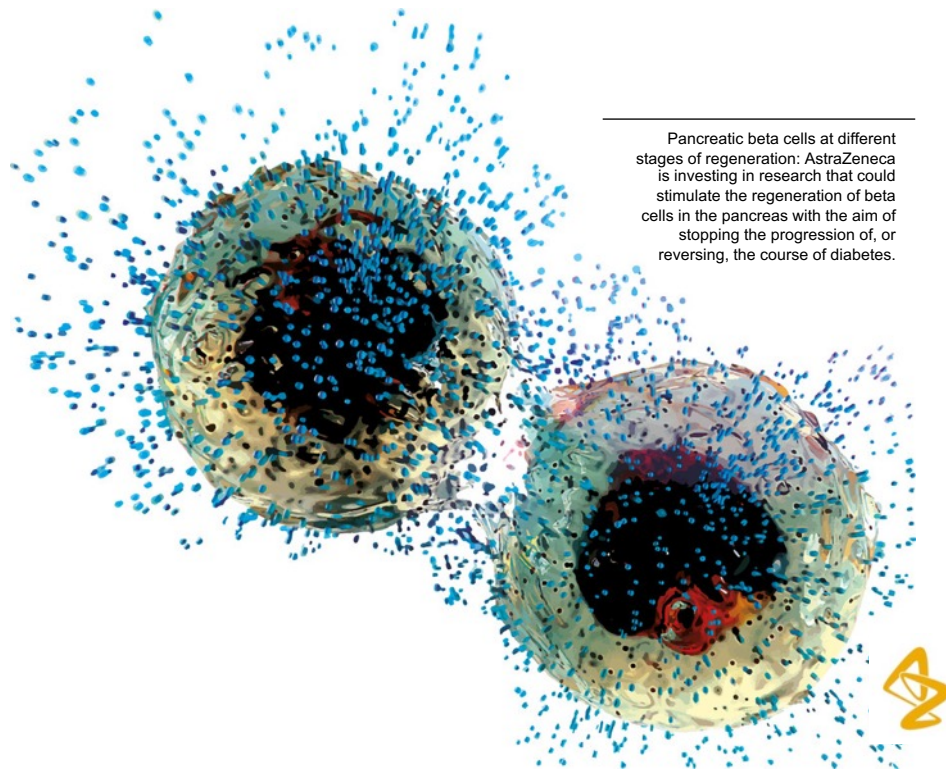 Pancreatic beta cells at different
stages of regeneration: AstraZeneca
is investing in research that could
stimulate the regeneration of beta
cells in the pancreas with the aim of
stopping the progression of, or
reversing, the course of diabetes.